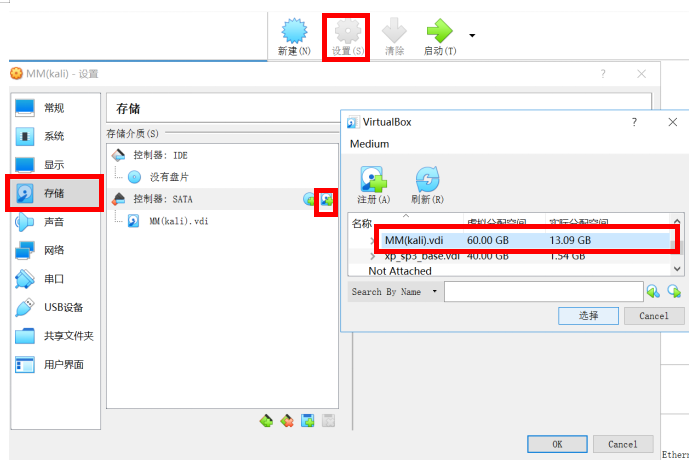 新建(N)
设置(S)
清除
启动(T)
MM(kali) - 设置
常规
系统
显示
存储
声音
网络
串口
USB设备
共享文件夹
用户界面
存储
存储介质(S)
控制器: IDE
没有盘片
控制器: SATA
MM(kali).vdi
VirtualBox
Medium
注册(A)
刷新(R)
名称 虚拟分配空间 实际分配空间
MM(kali).vdi 60.00 GB 13.09 GB
xp_sp3_base.vdi 40.00 GB 1.54 GB
Not Attached
Search By Name
选择
Cancel
OK
Cancel
Ethern